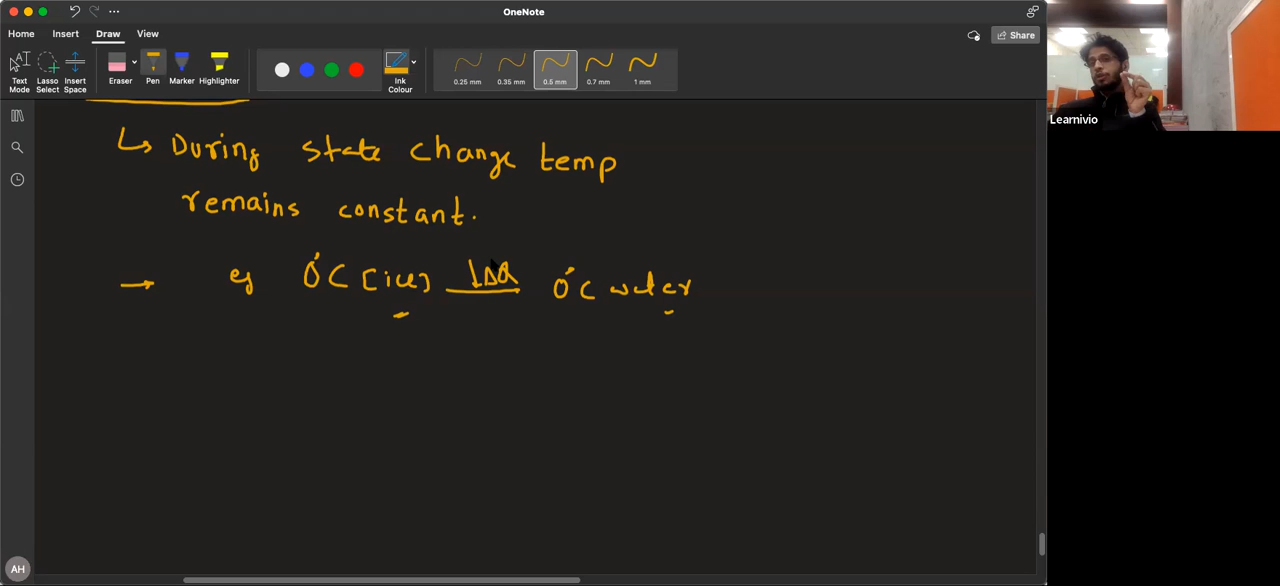 OneNote
Home Insert Draw View
Share
Text Mode
Lasso Select
Insert Space
Eraser
Pen
Marker
Highlighter
Ink Colour
0.25 mm
0.35 mm
0.5 mm
0.7 mm
1 mm
Learnivio
↳ During state change temp
remains constant.
→ eg 0°C [ice] ΔQ 0°C water
AH